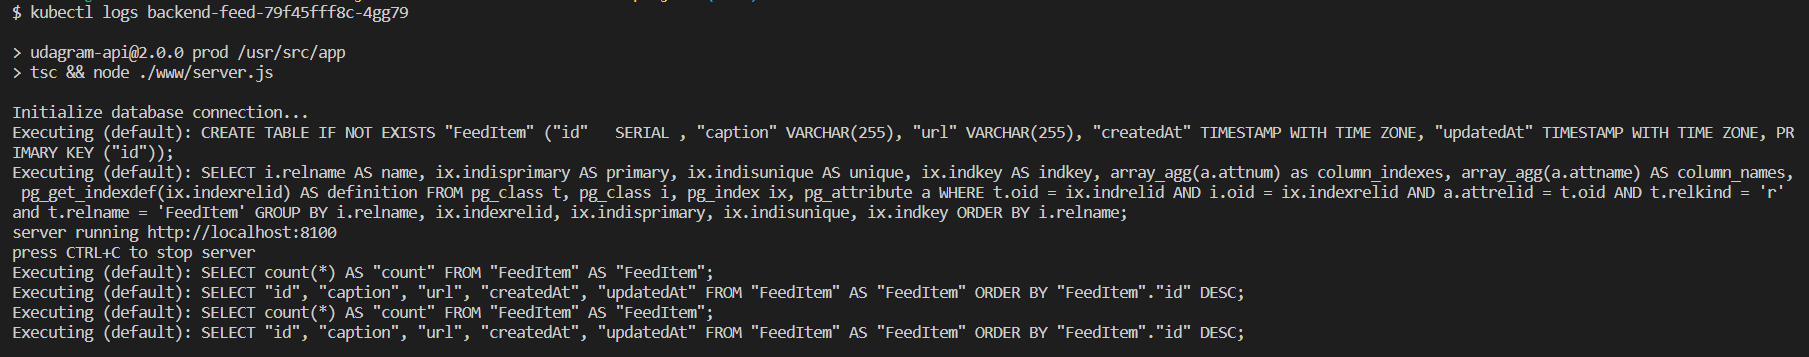 $ kubectl logs backend-feed-79f45fff8c-4gg79
> udagram-api@2.0.0 prod /usr/src/app
> tsc && node ./www/server.js
Initialize database connection...
Executing (default): CREATE TABLE IF NOT EXISTS "FeedItem" ("id"   SERIAL , "caption" VARCHAR(255), "url" VARCHAR(255), "createdAt" TIMESTAMP WITH TIME ZONE, "updatedAt" TIMESTAMP WITH TIME ZONE, PR
IMARY KEY ("id"));
Executing (default): SELECT i.relname AS name, ix.indisprimary AS primary, ix.indisunique AS unique, ix.indkey AS indkey, array_agg(a.attnum) as column_indexes, array_agg(a.attname) AS column_names,
 pg_get_indexdef(ix.indexrelid) AS definition FROM pg_class t, pg_class i, pg_index ix, pg_attribute a WHERE t.oid = ix.indrelid AND i.oid = ix.indexrelid AND a.attrelid = t.oid AND t.relkind = 'r'
and t.relname = 'FeedItem' GROUP BY i.relname, ix.indexrelid, ix.indisprimary, ix.indisunique, ix.indkey ORDER BY i.relname;
server running http://localhost:8100
press CTRL+C to stop server
Executing (default): SELECT count(*) AS "count" FROM "FeedItem" AS "FeedItem";
Executing (default): SELECT "id", "caption", "url", "createdAt", "updatedAt" FROM "FeedItem" AS "FeedItem" ORDER BY "FeedItem"."id" DESC;
Executing (default): SELECT count(*) AS "count" FROM "FeedItem" AS "FeedItem";
Executing (default): SELECT "id", "caption", "url", "createdAt", "updatedAt" FROM "FeedItem" AS "FeedItem" ORDER BY "FeedItem"."id" DESC;